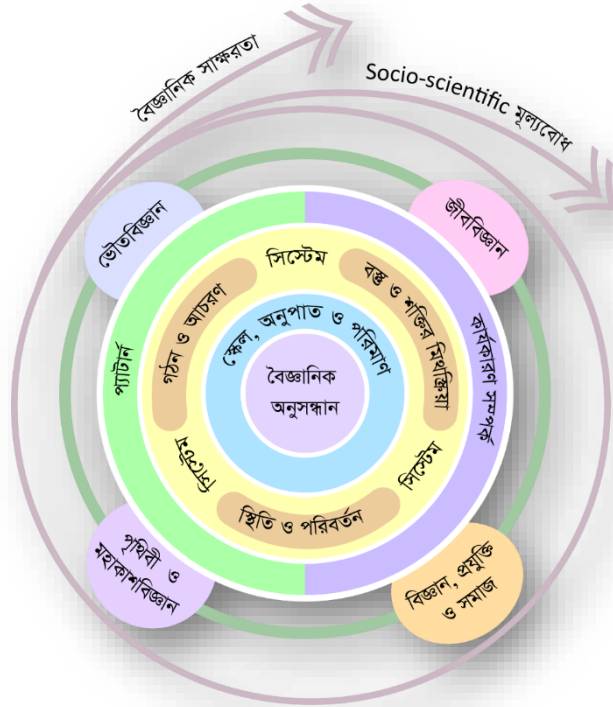 বৈজ্ঞানিক সাক্ষরতা
Socio-scientific মূল্যবোধ
ভৌতবিজ্ঞান
জীববিজ্ঞান
সিস্টেম
বস্তু ও শক্তির মিথষ্ক্রিয়া
গঠন ও আচরণ
স্কেল, অনুপাত ও পরিমাণ
প্যাটার্ন
কার্যকারণ সম্পর্ক
বৈজ্ঞানিক
অনুসন্ধান
সিস্টেম
সিস্টেম
স্থিতি ও পরিবর্তন
পৃথিবী ও
মহাকাশবিজ্ঞান
বিজ্ঞান, প্রযুক্তি
ও সমাজ